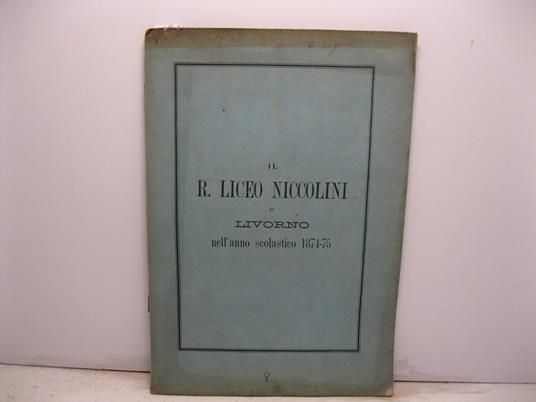 IL
R. LICEO NICCOLINI
DI
LIVORNO
nell'anno scolastico 1874-75